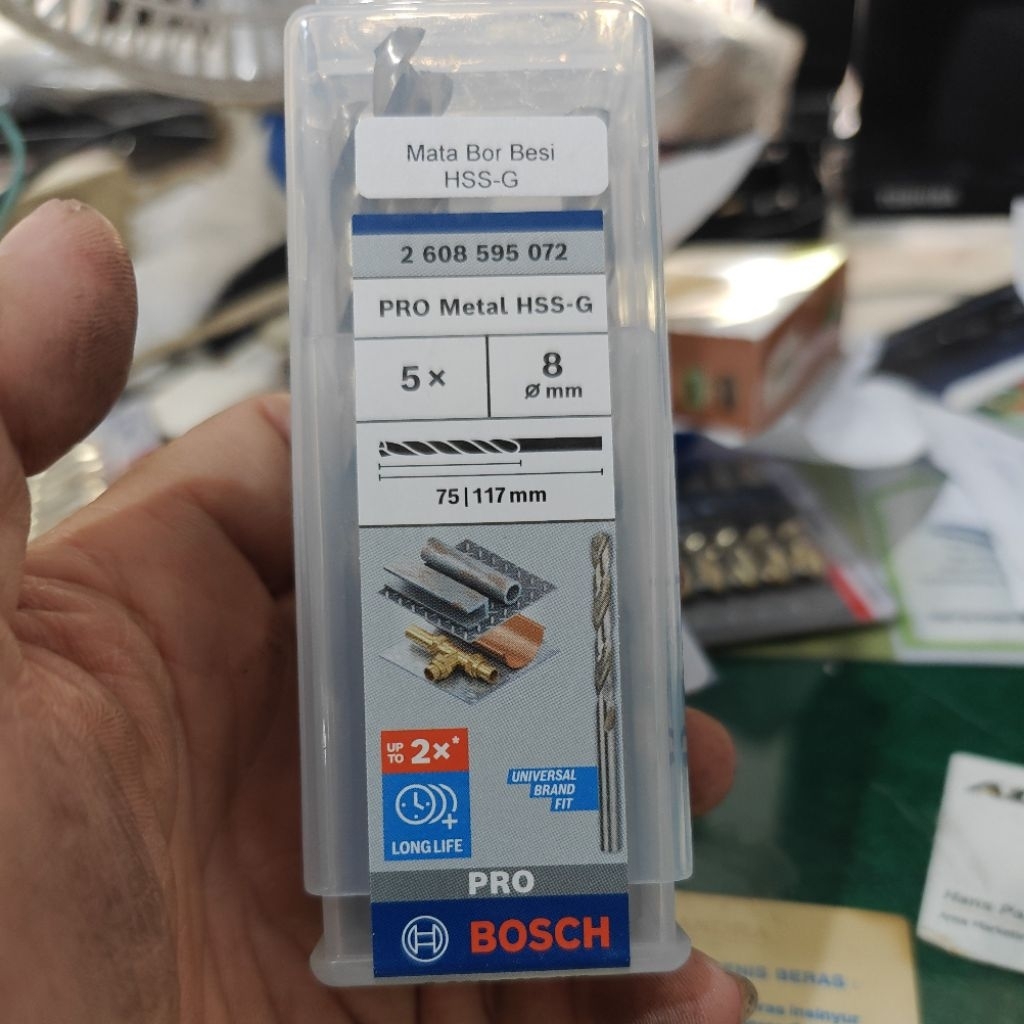 Mata Bor Besi
HSS-G
2 608 595 072
PRO Metal HSS-G
5×
8
Ø mm
75|117 mm
UP TO 2×*
LONG LIFE
UNIVERSAL
BRAND
FIT
PRO
BOSCH
BERAS